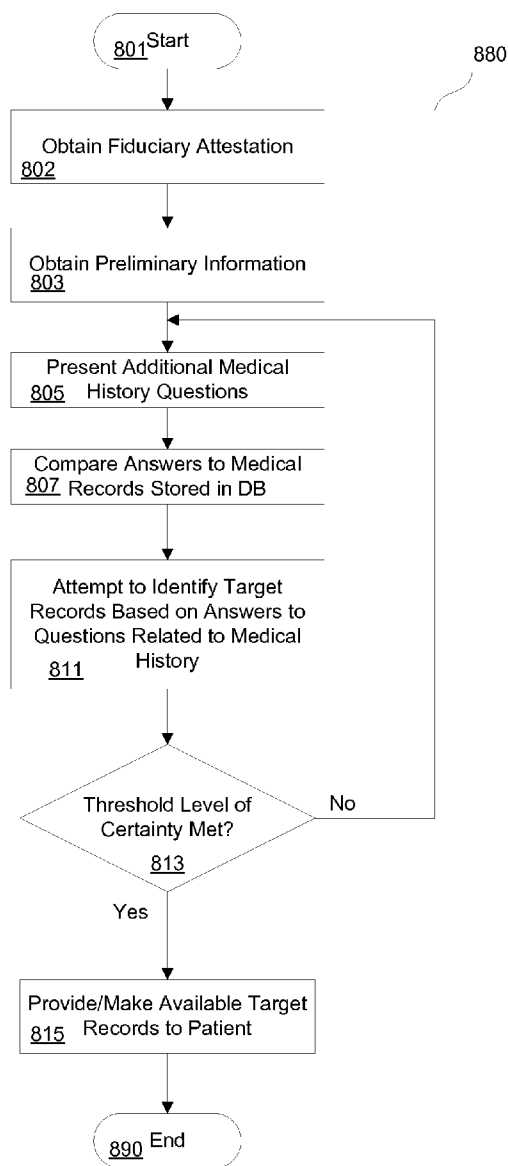 801 Start
880
Obtain Fiduciary Attestation
802
Obtain Preliminary Information
803
Present Additional Medical
805 History Questions
Compare Answers to Medical
807 Records Stored in DB
Attempt to Identify Target
Records Based on Answers to
Questions Related to Medical
History
811
Threshold Level of
Certainty Met?
813
No
Yes
Provide/Make Available Target
815 Records to Patient
890 End